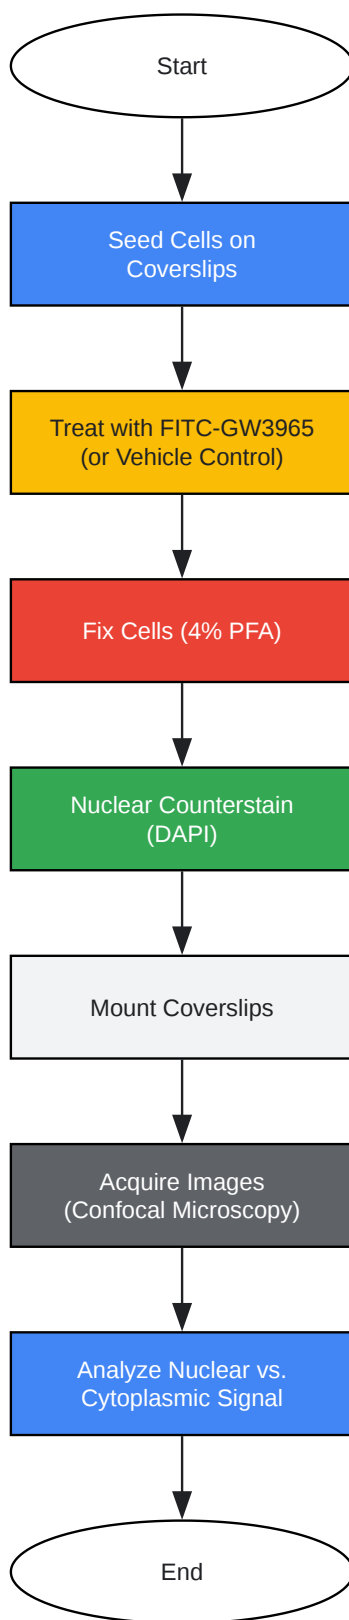 Start
Seed Cells on
Coverslips
Treat with FITC-GW3965
(or Vehicle Control)
Fix Cells (4% PFA)
Nuclear Counterstain
(DAPI)
Mount Coverslips
Acquire Images
(Confocal Microscopy)
Analyze Nuclear vs.
Cytoplasmic Signal
End